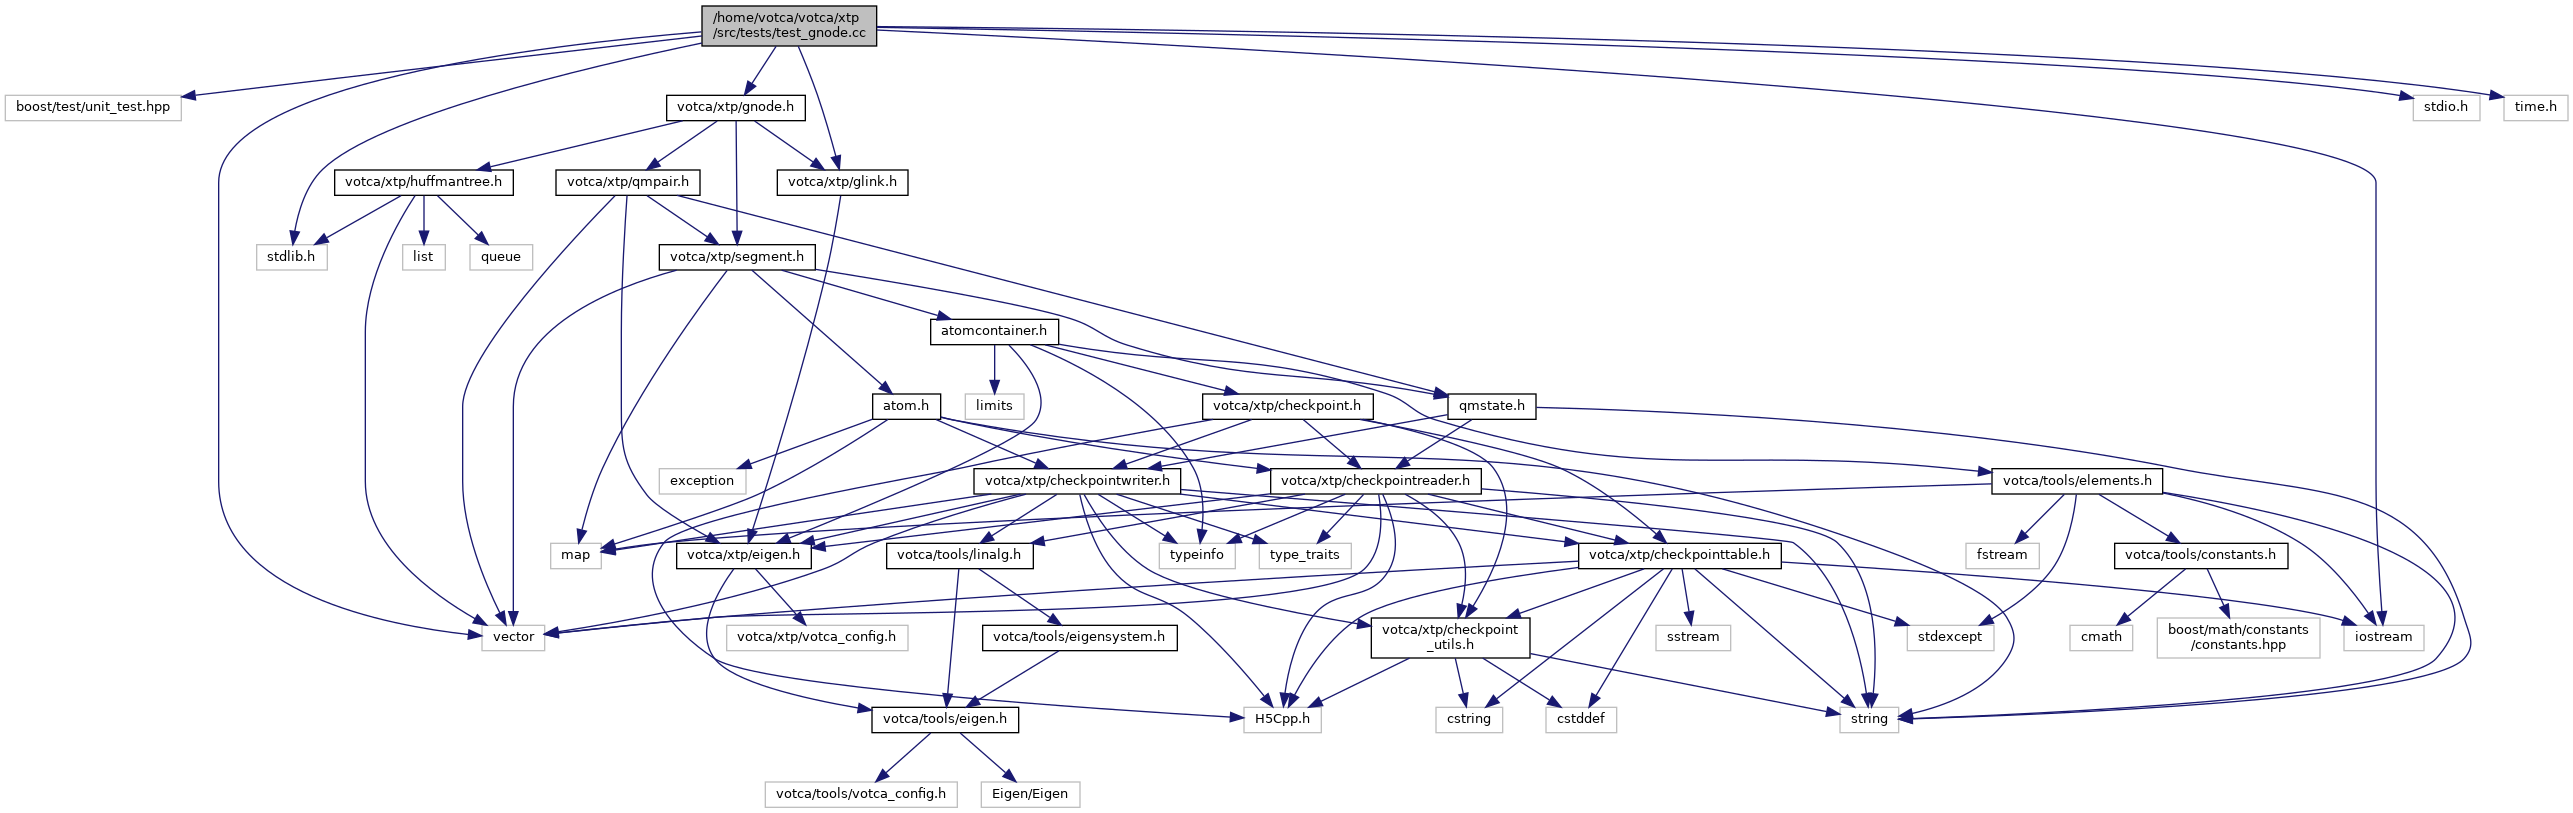 /home/votca/votca/xtp
/src/tests/test_gnode.cc
boost/test/unit_test.hpp
votca/xtp/gnode.h
stdio.h
time.h
votca/xtp/huffmantree.h
votca/xtp/qmpair.h
votca/xtp/glink.h
stdlib.h
list
queue
votca/xtp/segment.h
atomcontainer.h
atom.h
limits
votca/xtp/checkpoint.h
qmstate.h
exception
votca/xtp/checkpointwriter.h
votca/xtp/checkpointreader.h
votca/tools/elements.h
map
votca/xtp/eigen.h
votca/tools/linalg.h
typeinfo
type_traits
votca/xtp/checkpointtable.h
fstream
votca/tools/constants.h
vector
votca/xtp/votca_config.h
votca/tools/eigensystem.h
votca/xtp/checkpoint
_utils.h
sstream
stdexcept
cmath
boost/math/constants
/constants.hpp
iostream
votca/tools/eigen.h
H5Cpp.h
cstring
cstddef
string
votca/tools/votca_config.h
Eigen/Eigen